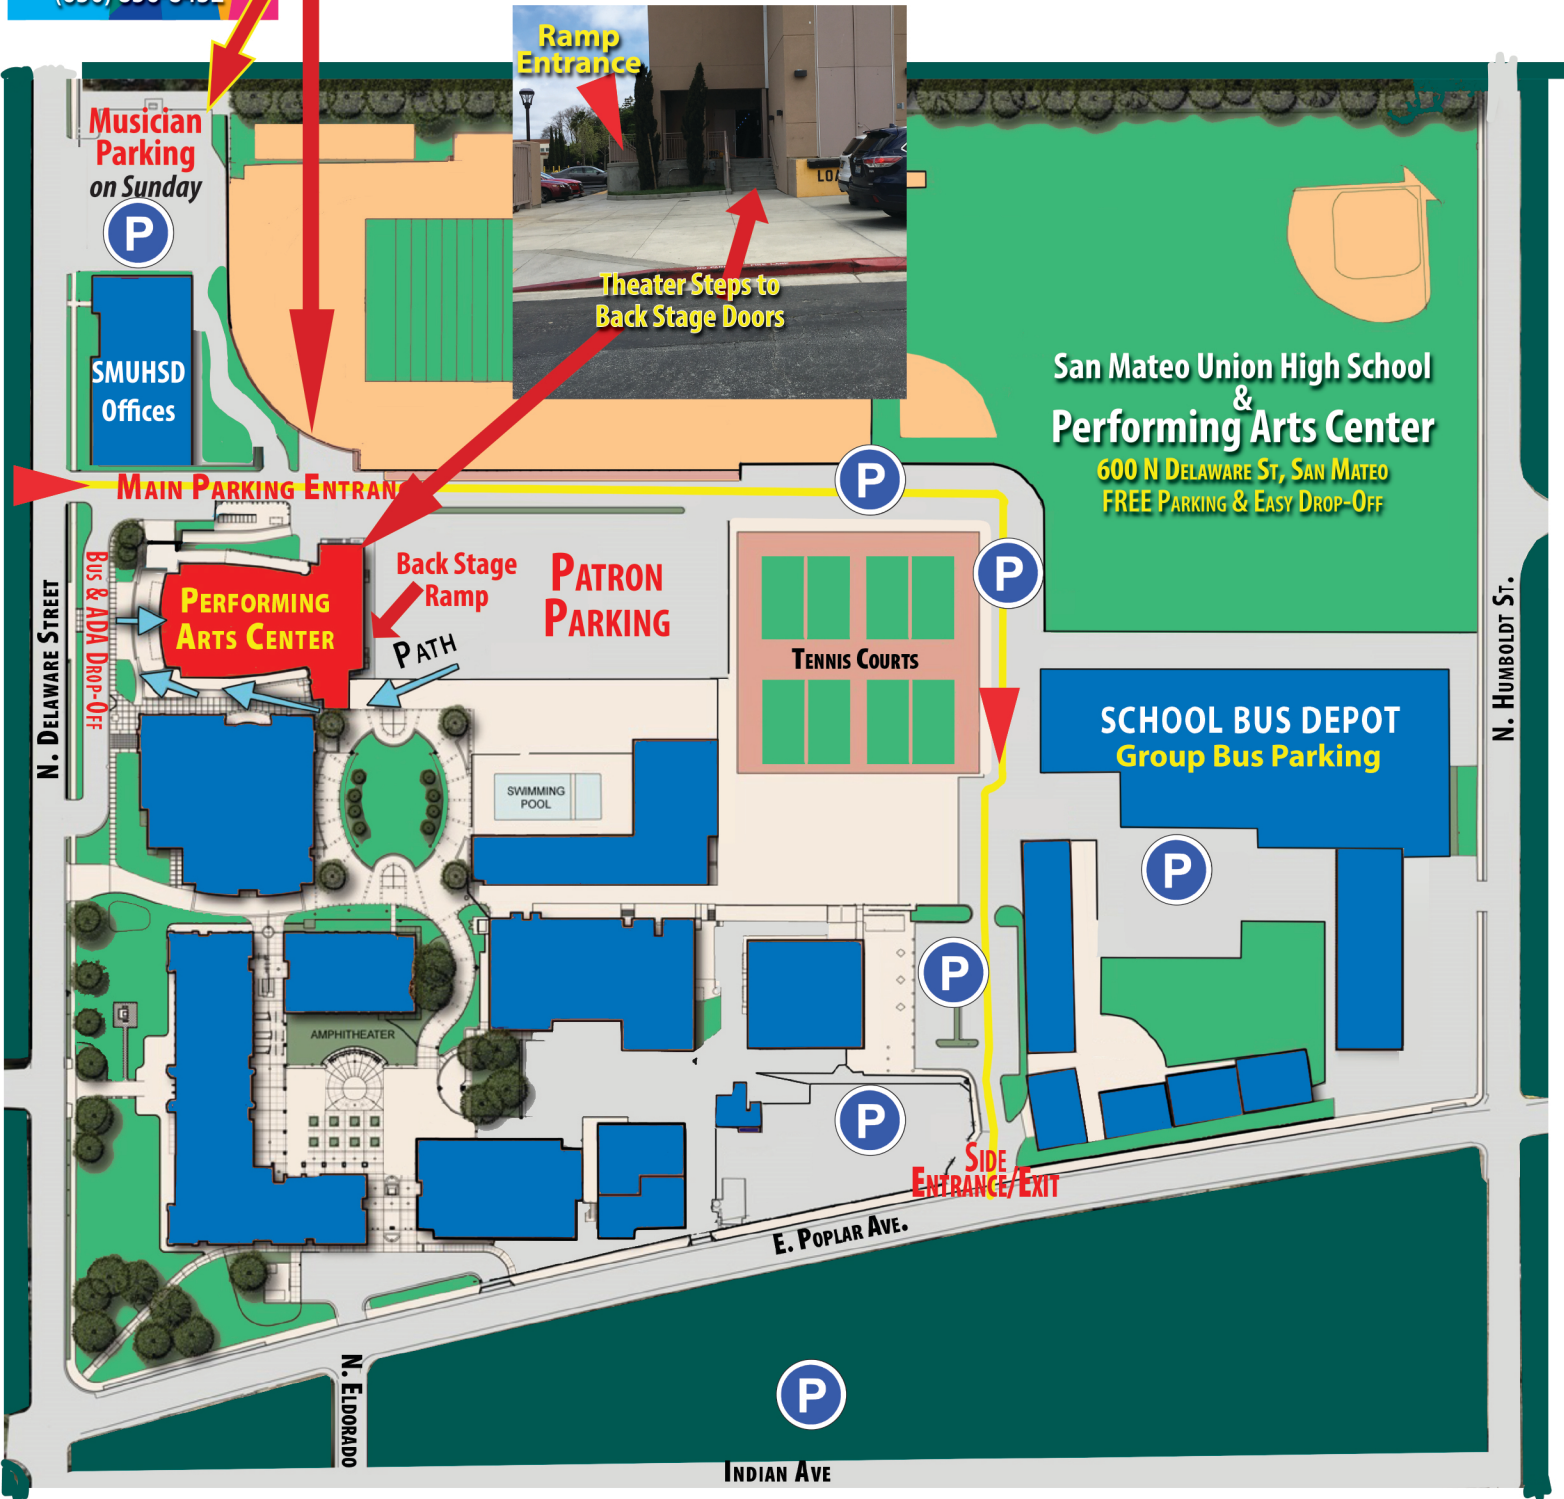 Ramp
Entrance
Musician
Parking
on Sunday
P
LOA
Theater Steps to
Back Stage Doors
SMUHSD
Offices
San Mateo Union High School
&
Performing Arts Center
600 N Delaware St, San Mateo
FREE Parking & Easy Drop-Off
P
Main Parking Entran
Bus & ADA Drop-Off
N. Delaware Street
Performing
Arts Center
Back Stage
Ramp
Path
Patron
Parking
P
Tennis Courts
N. Humboldt St.
SCHOOL BUS DEPOT
Group Bus Parking
SWIMMING
POOL
P
P
AMPHITHEATER
P
Side
Entrance/Exit
E. Poplar Ave.
N. Eldorado
P
Indian Ave